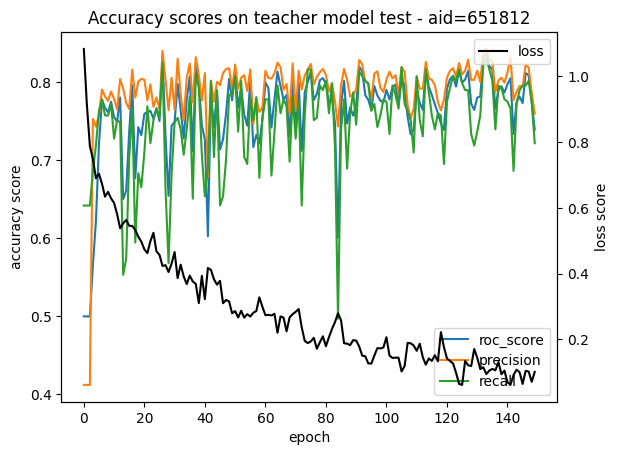 Accuracy scores on teacher model test - aid=651812
loss
0.8
0.7
0.6
0.5
0.4
accuracy score
1.0
0.8
0.6
0.4
0.2
loss score
roc_score
precision
recall
0
20
40
60
80
100
120
140
epoch